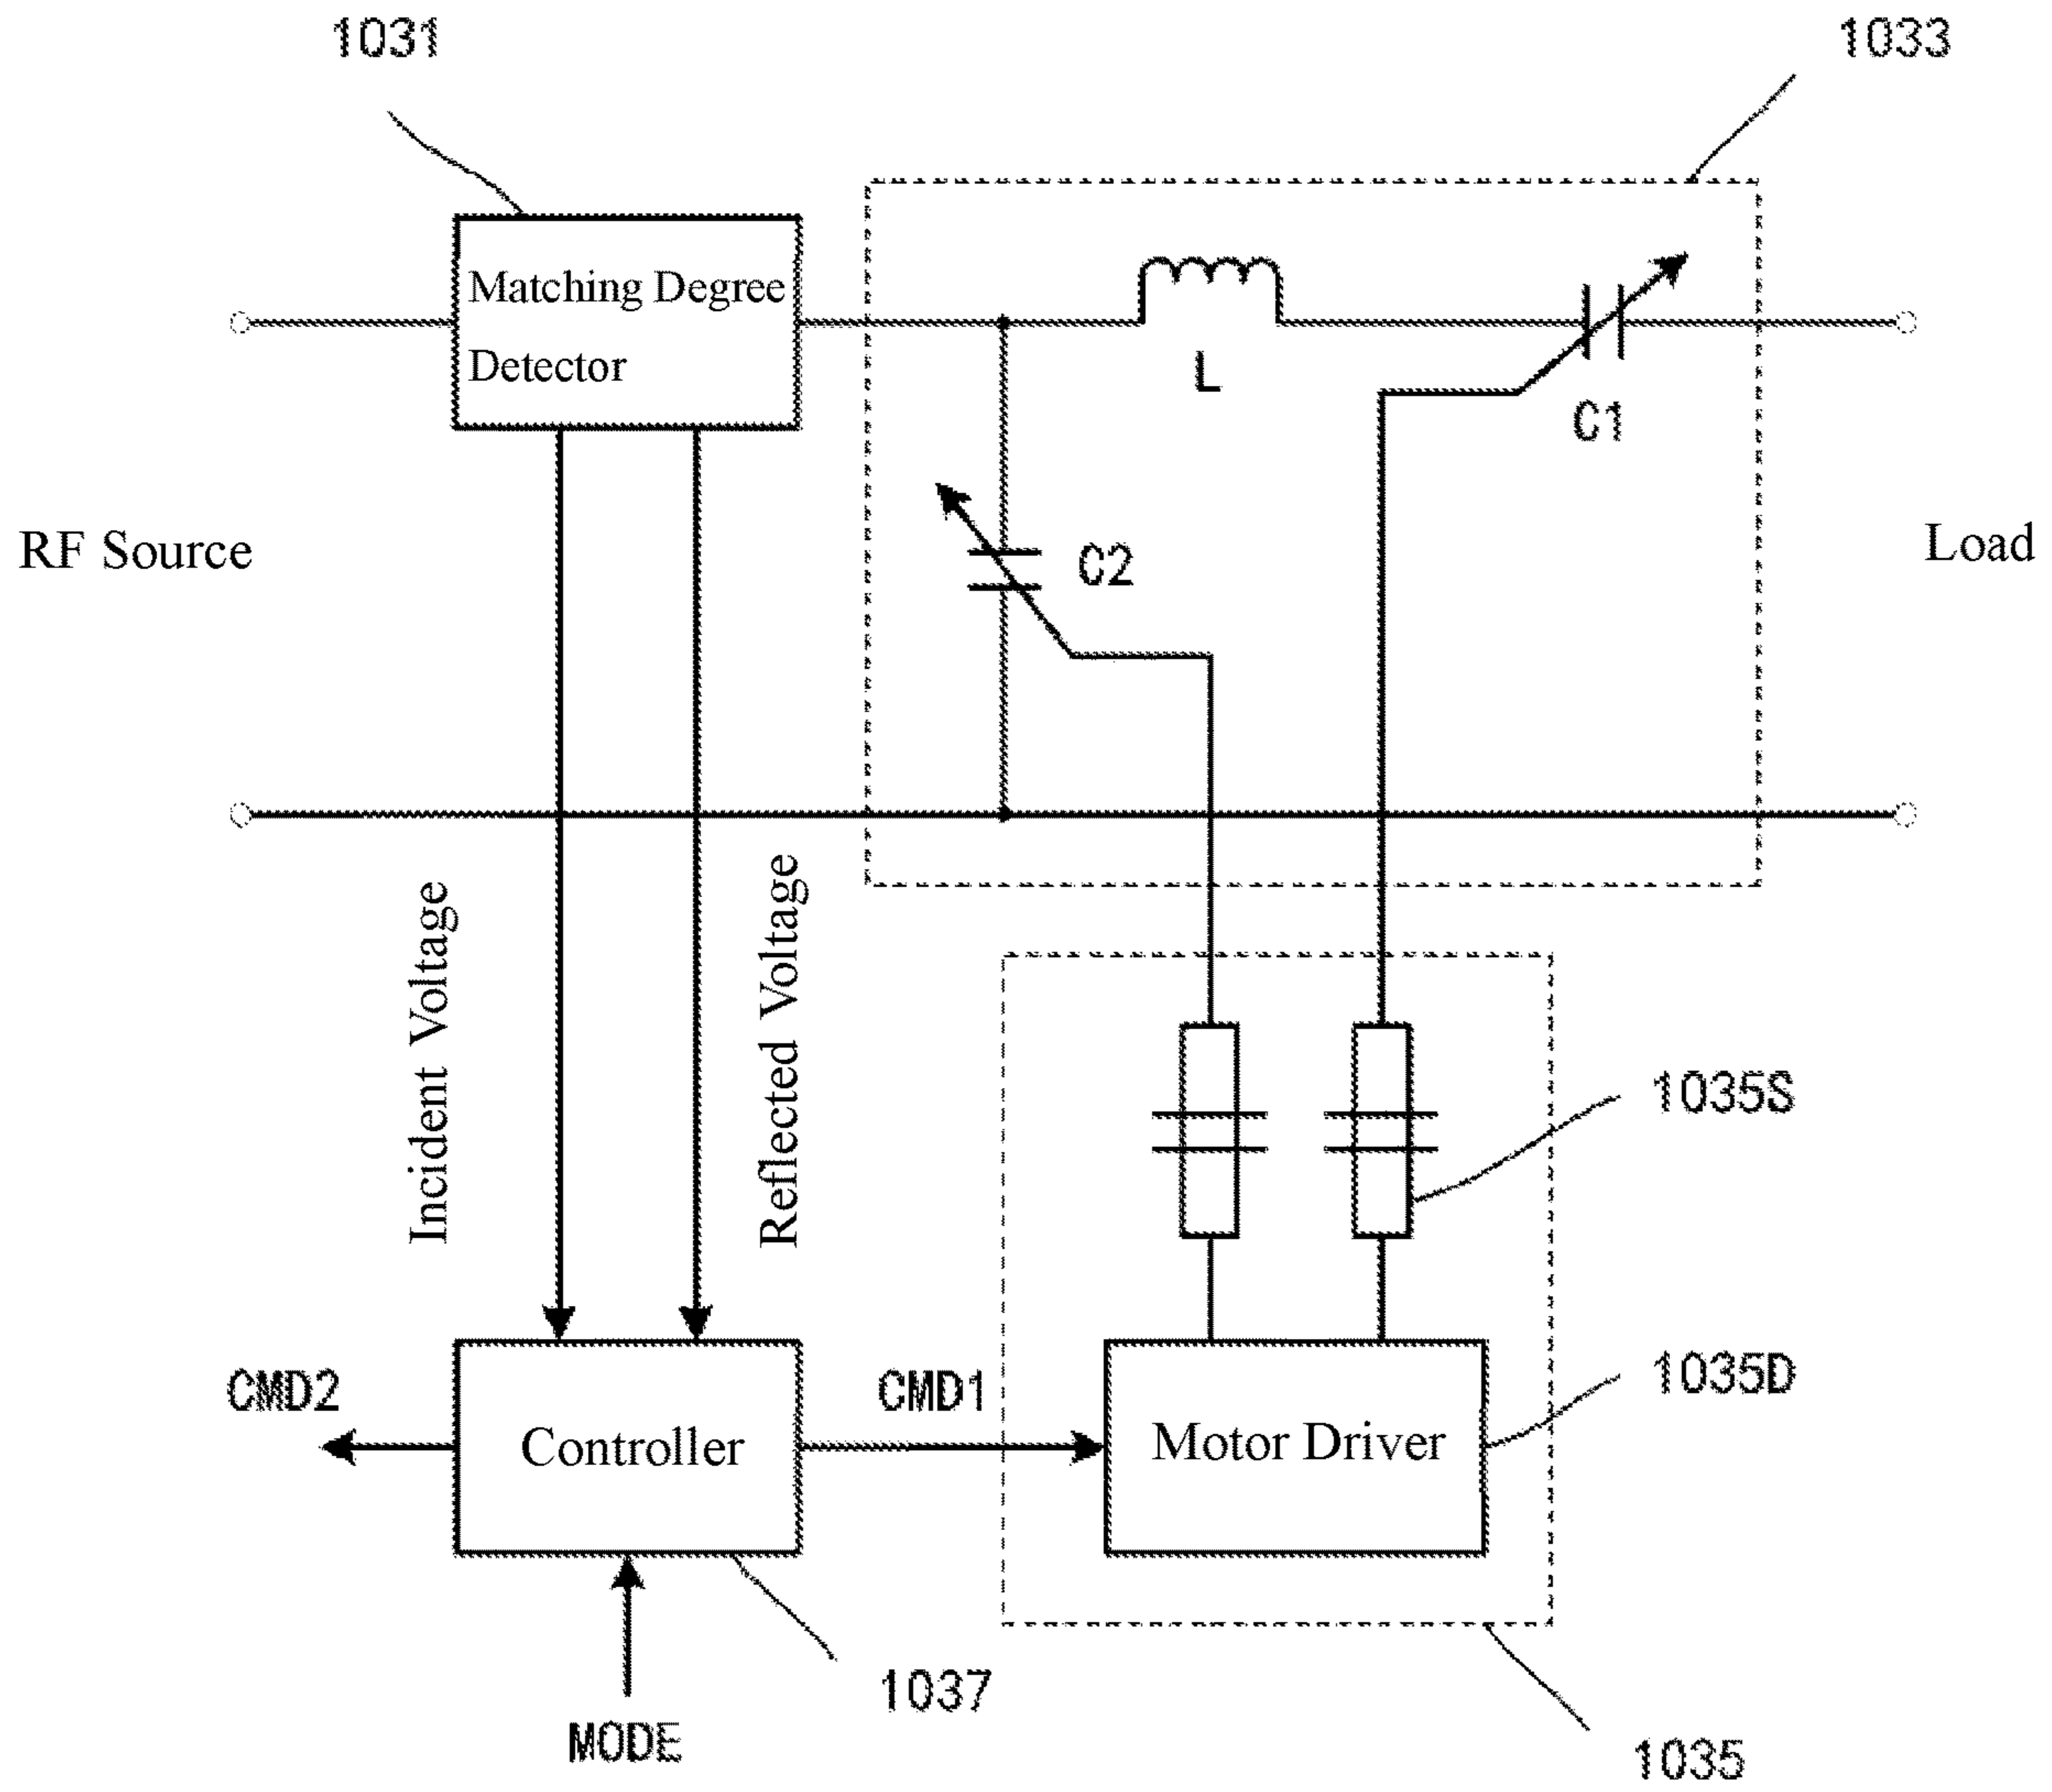 1031
1033
Matching Degree
Detector
L
C1
RF Source
C2
Load
Incident Voltage
Reflected Voltage
1035S
CMD2
CMD1
1035D
Controller
Motor Driver
1037
MODE
1035